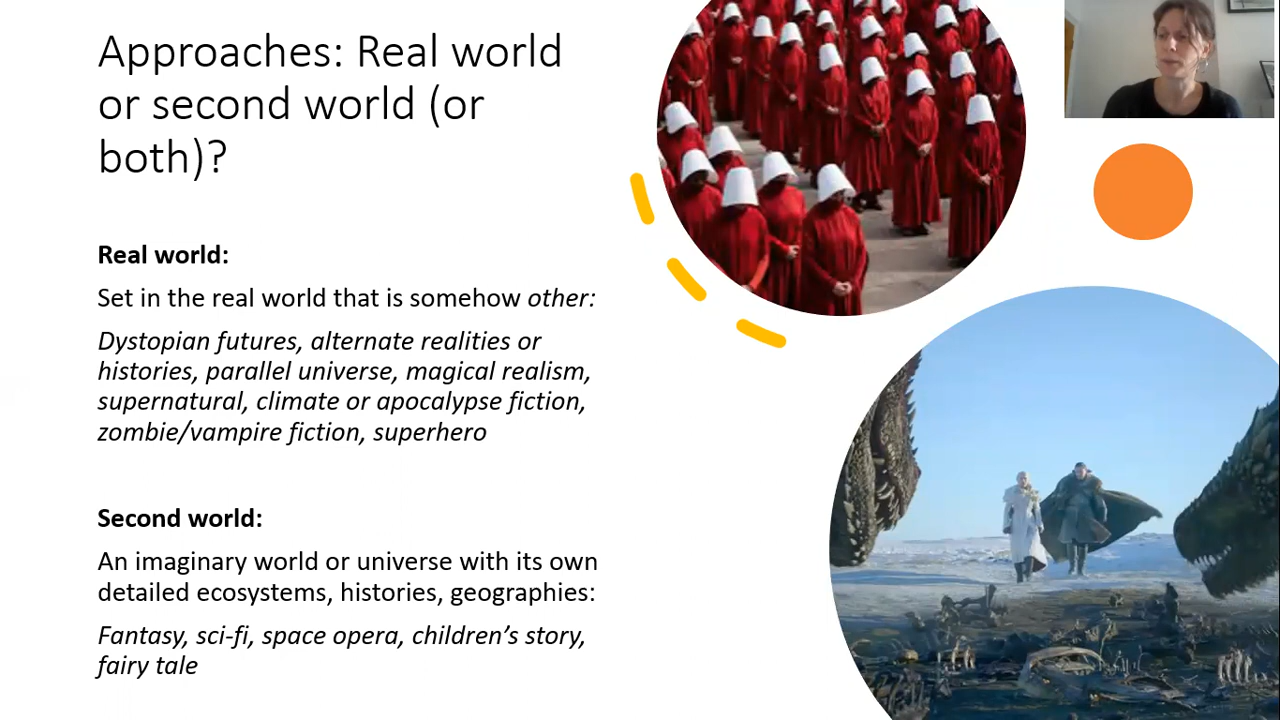 Approaches: Real world
or second world (or
both)?
Real world:
Set in the real world that is somehow other:
Dystopian futures, alternate realities or
histories, parallel universe, magical realism,
supernatural, climate or apocalypse fiction,
zombie/vampire fiction, superhero
Second world:
An imaginary world or universe with its own
detailed ecosystems, histories, geographies:
Fantasy, sci-fi, space opera, children’s story,
fairy tale